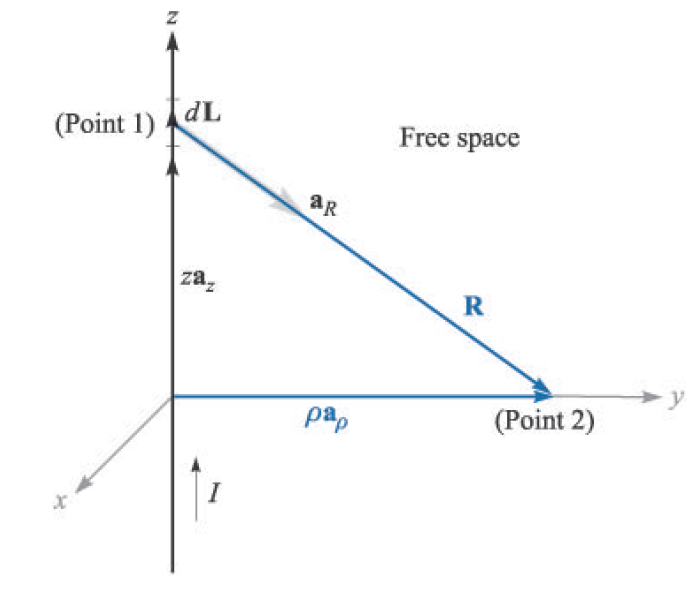 z
(Point 1)
dL
Free space
a_R
za_z
R
ρa_ρ
(Point 2)
y
x
I